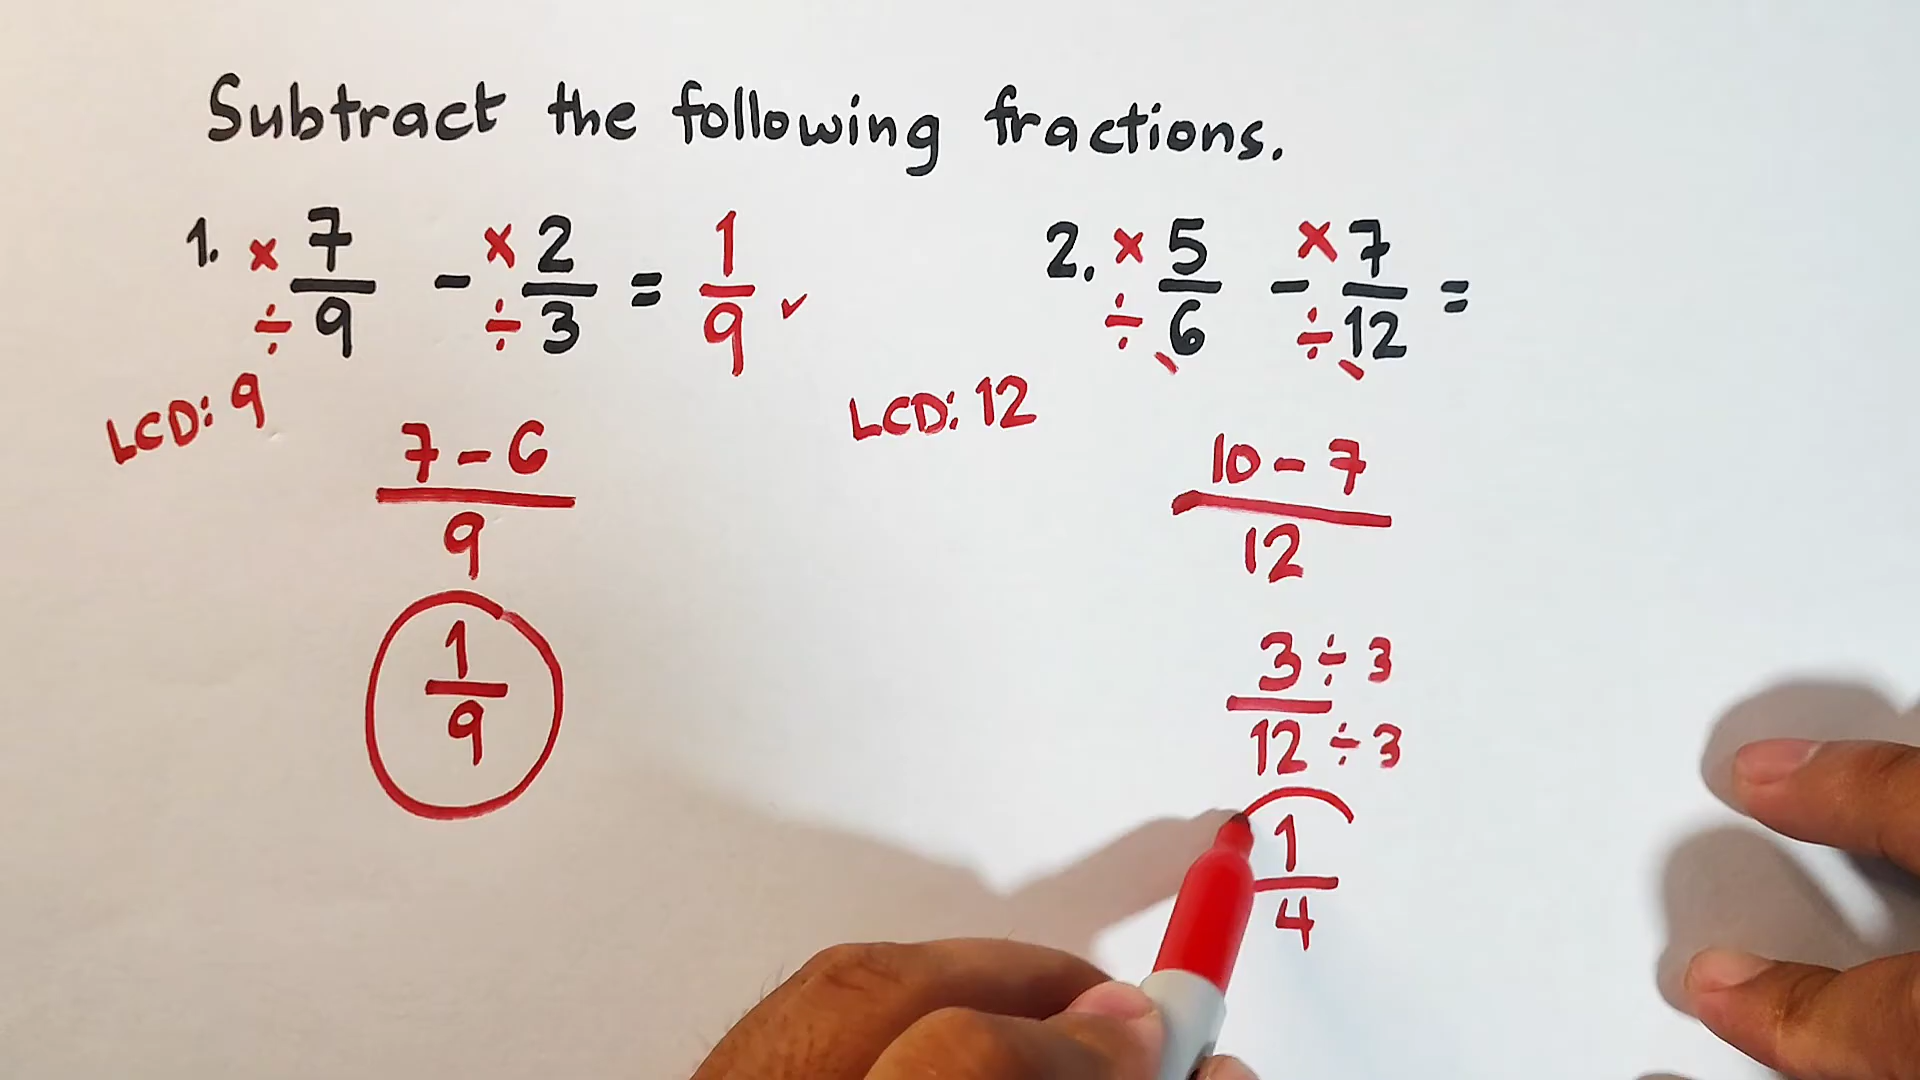 Subtract the following fractions.
1. × 7/÷ 9 - × 2/÷ 3 = 1/9 ✓
LCD: 9
7 - 6
9
1
9
2. × 5/÷ 6 - × 7/÷ 12 =
LCD: 12
10 - 7
12
3 ÷ 3
12 ÷ 3
1
4